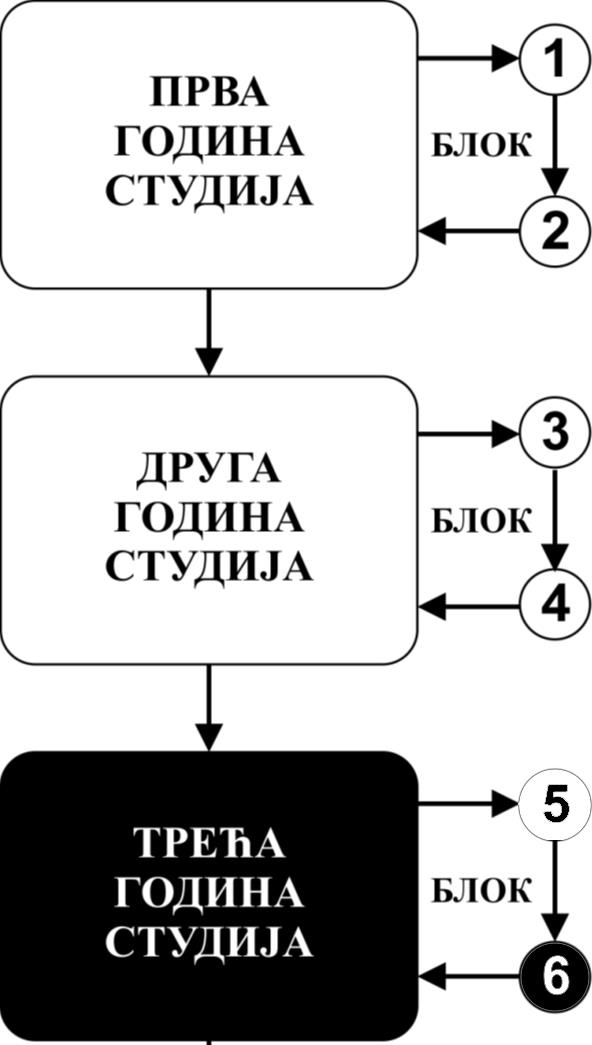 ПРВА
ГОДИНА
СТУДИЈА
1
БЛОК
2
ДРУГА
ГОДИНА
СТУДИЈА
3
БЛОК
4
ТРЕЋА
ГОДИНА
СТУДИЈА
5
БЛОК
6